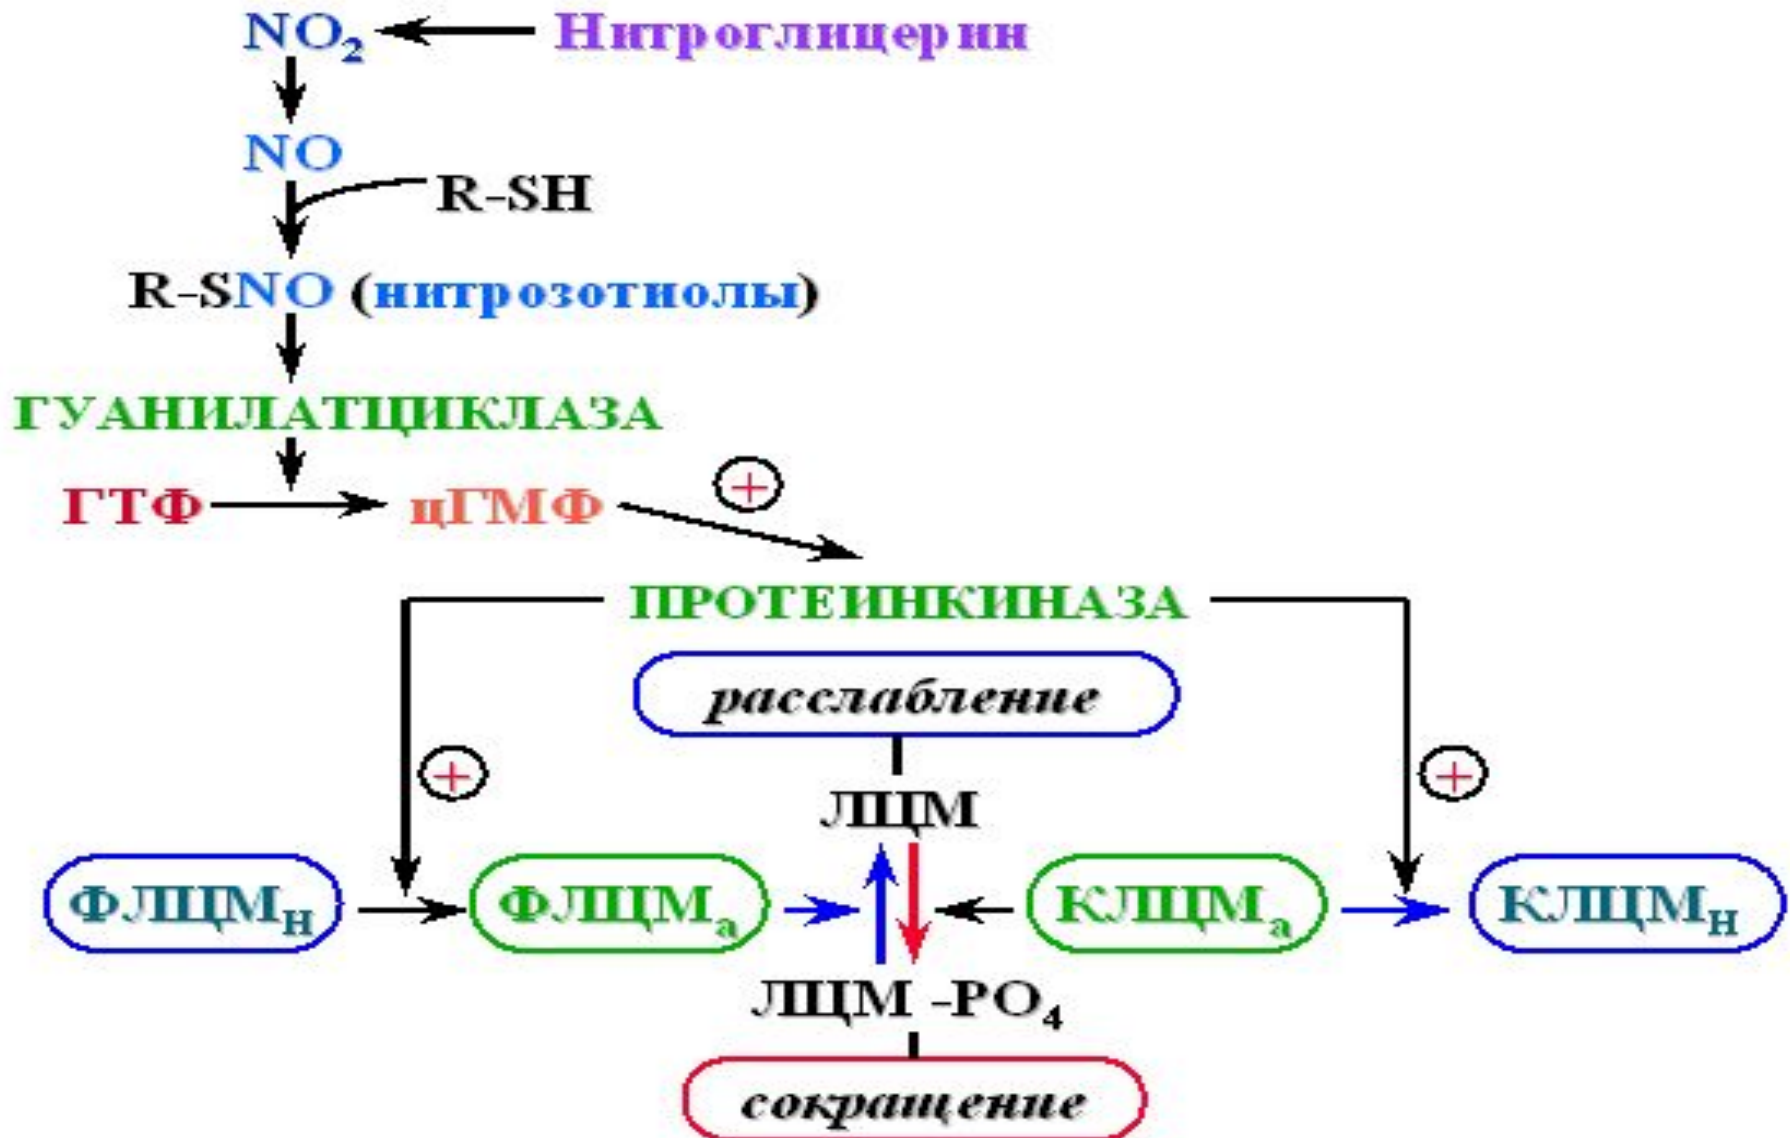 NO₂ Нитроглицерин
NO
R-SH
R-SNO (нитрозотиолы)
ГУАНИЛАТЦИКЛАЗА
+
ГТФ цГМФ
ПРОТЕИНКИНАЗА
расслабление
+ +
ЛЦМ
ФЛЦМн ФЛЦМа КЛЦМа КЛЦМн
ЛЦМ -PO₄
сокращение